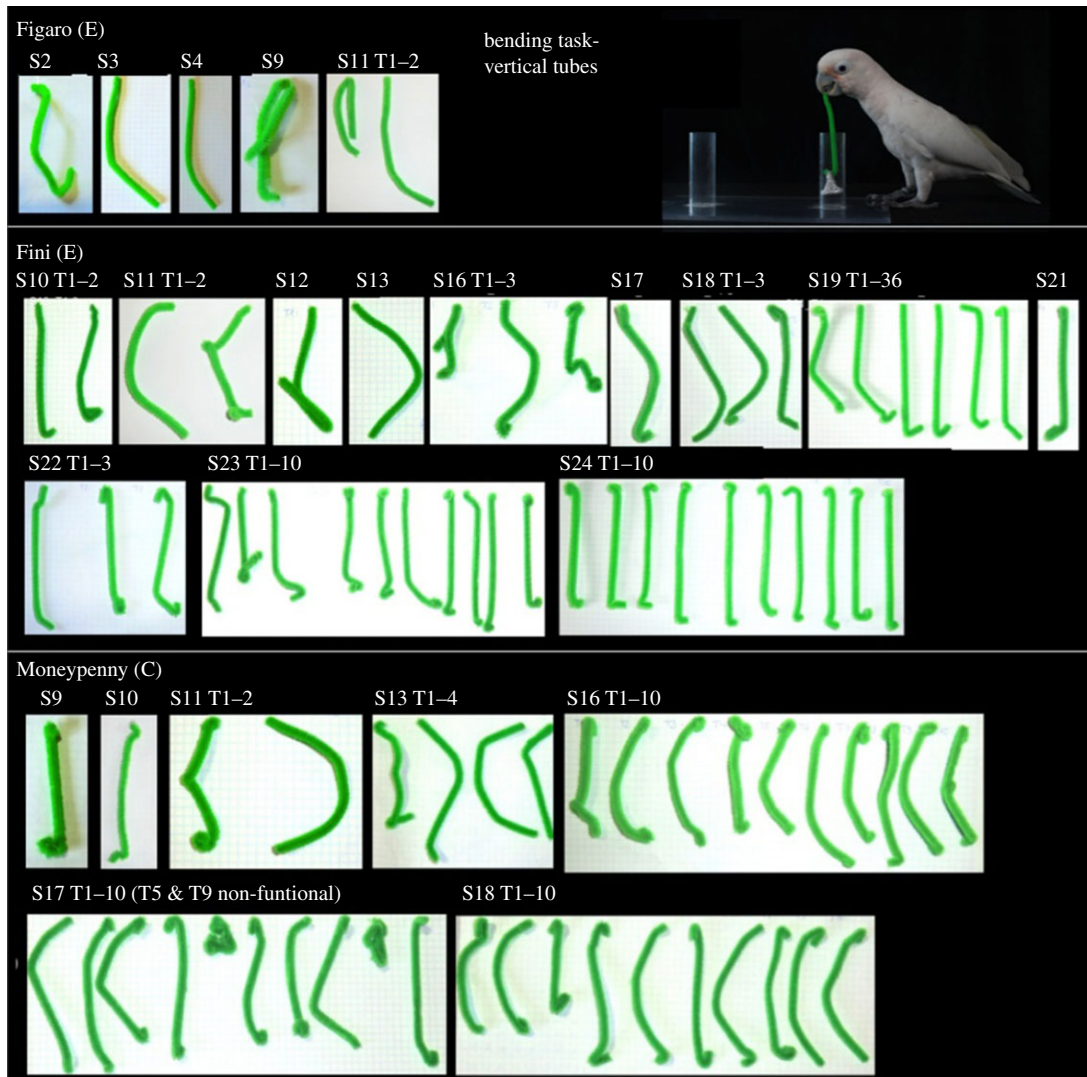 Figaro (E)
S2 S3 S4 S9 S11 T1–2
bending task-
vertical tubes
Fini (E)
S10 T1–2 S11 T1–2 S12 S13 S16 T1–3 S17 S18 T1–3 S19 T1–36 S21
S22 T1–3 S23 T1–10 S24 T1–10
Moneypenny (C)
S9 S10 S11 T1–2 S13 T1–4 S16 T1–10
S17 T1–10 (T5 & T9 non-funtional) S18 T1–10